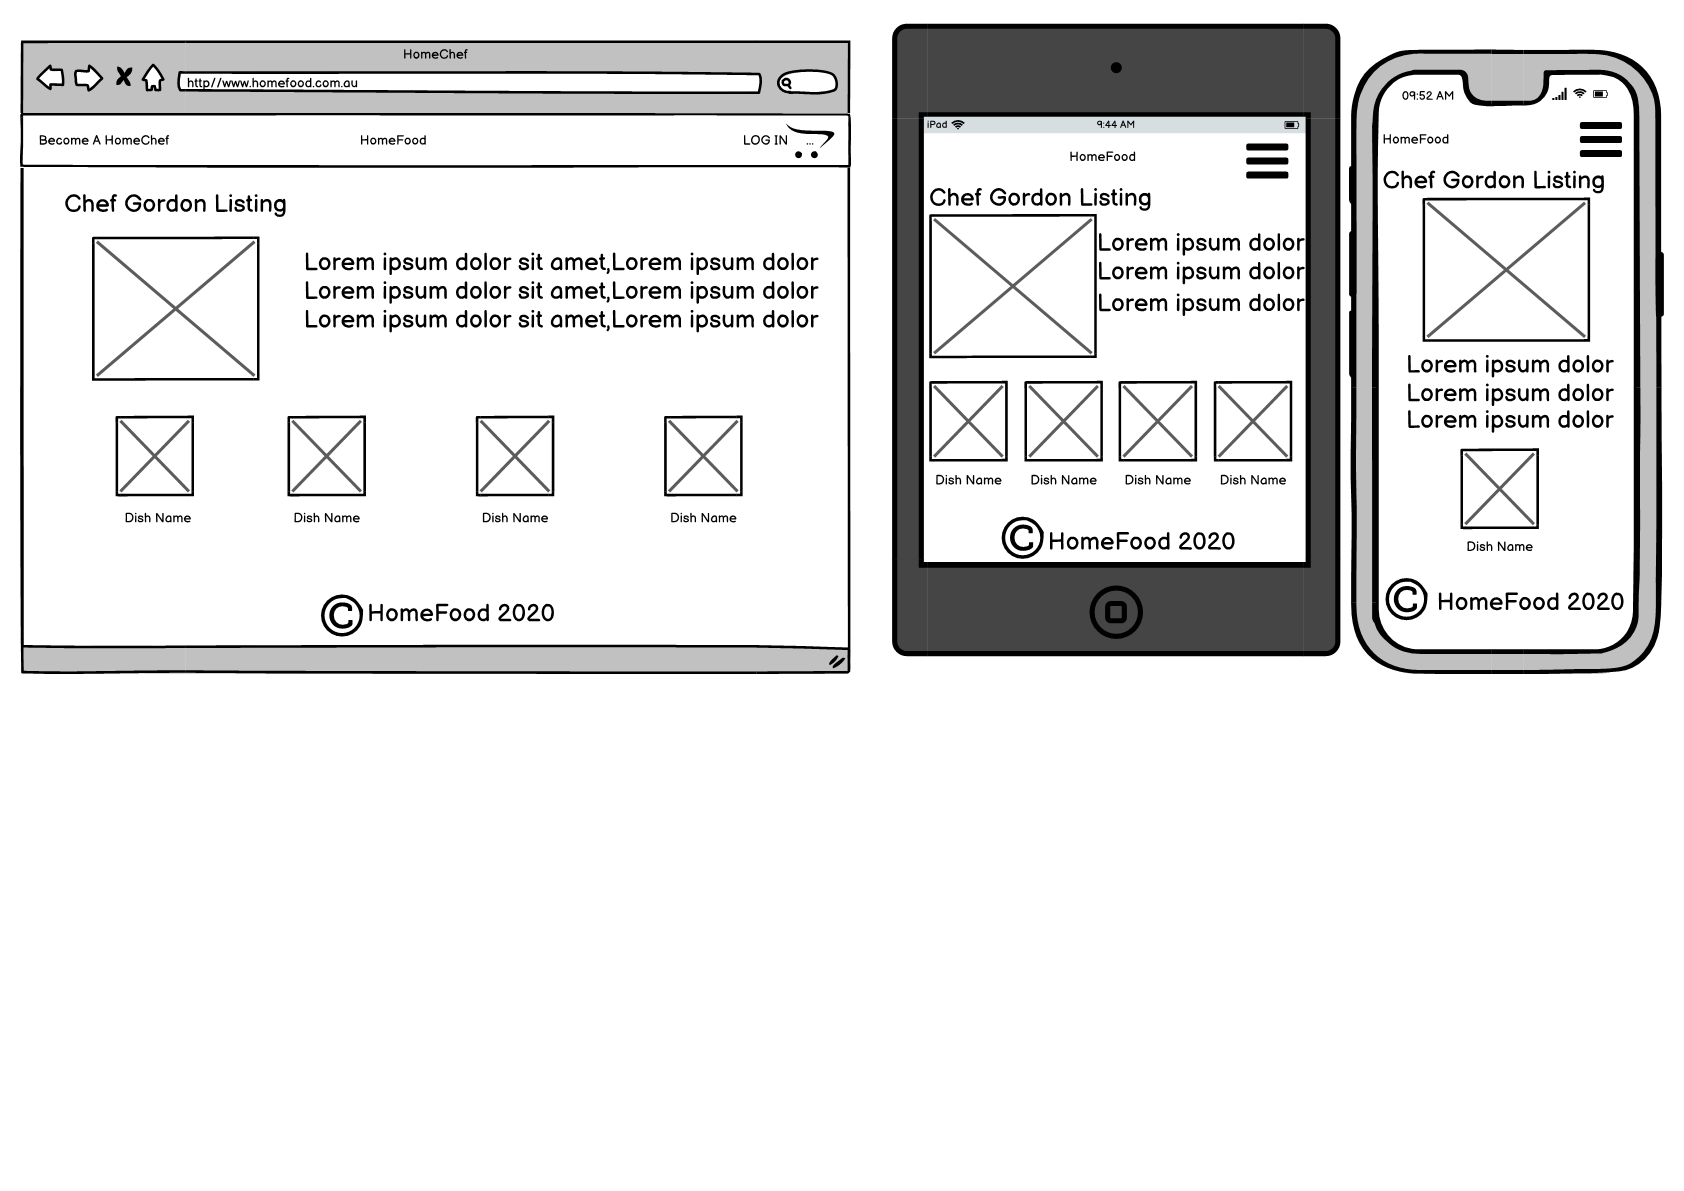 HomeChef
http//www.homefood.com.au
Become A HomeChef
HomeFood
LOG IN
...
Chef Gordon Listing
Lorem ipsum dolor sit amet,Lorem ipsum dolor
Lorem ipsum dolor sit amet,Lorem ipsum dolor
Lorem ipsum dolor sit amet,Lorem ipsum dolor
Dish Name
Dish Name
Dish Name
Dish Name
© HomeFood 2020
iPad
9:44 AM
HomeFood
Chef Gordon Listing
Lorem ipsum dolor
Lorem ipsum dolor
Lorem ipsum dolor
Dish Name
Dish Name
Dish Name
Dish Name
© HomeFood 2020
09:52 AM
HomeFood
Chef Gordon Listing
Lorem ipsum dolor
Lorem ipsum dolor
Lorem ipsum dolor
Dish Name
© HomeFood 2020